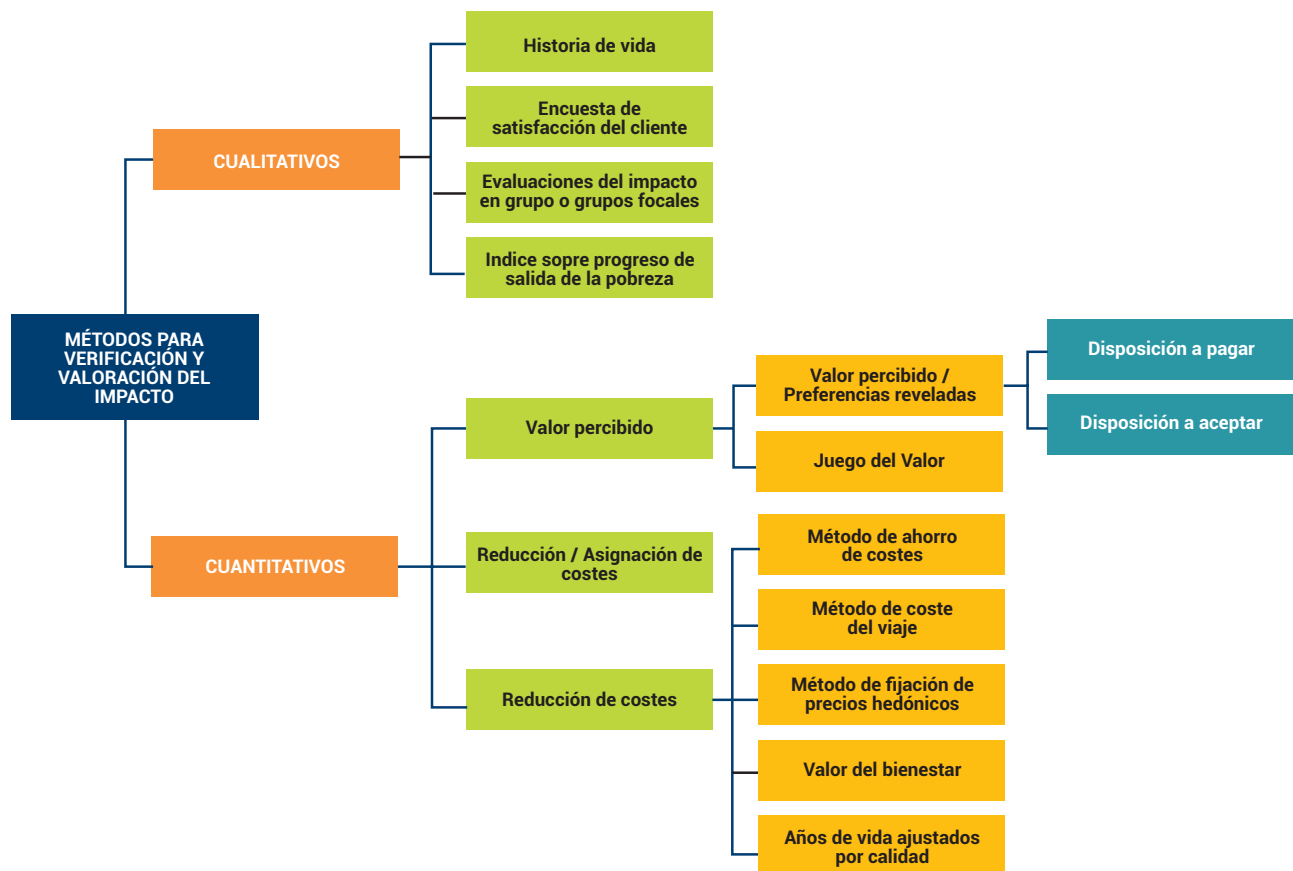 Historia de vida
Encuesta de
satisfacción del cliente
CUALITATIVOS
Evaluaciones del impacto
en grupo o grupos focales
Indice sopre progreso de
salida de la pobreza
MÉTODOS PARA
VERIFICACIÓN Y
VALORACIÓN DEL
IMPACTO
CUANTITATIVOS
Valor percibido
Valor percibido /
Preferencias reveladas
Disposición a pagar
Disposición a aceptar
Juego del Valor
Reducción / Asignación de
costes
Reducción de costes
Método de ahorro
de costes
Método de coste
del viaje
Método de fijación de
precios hedónicos
Valor del bienestar
Años de vida ajustados
por calidad